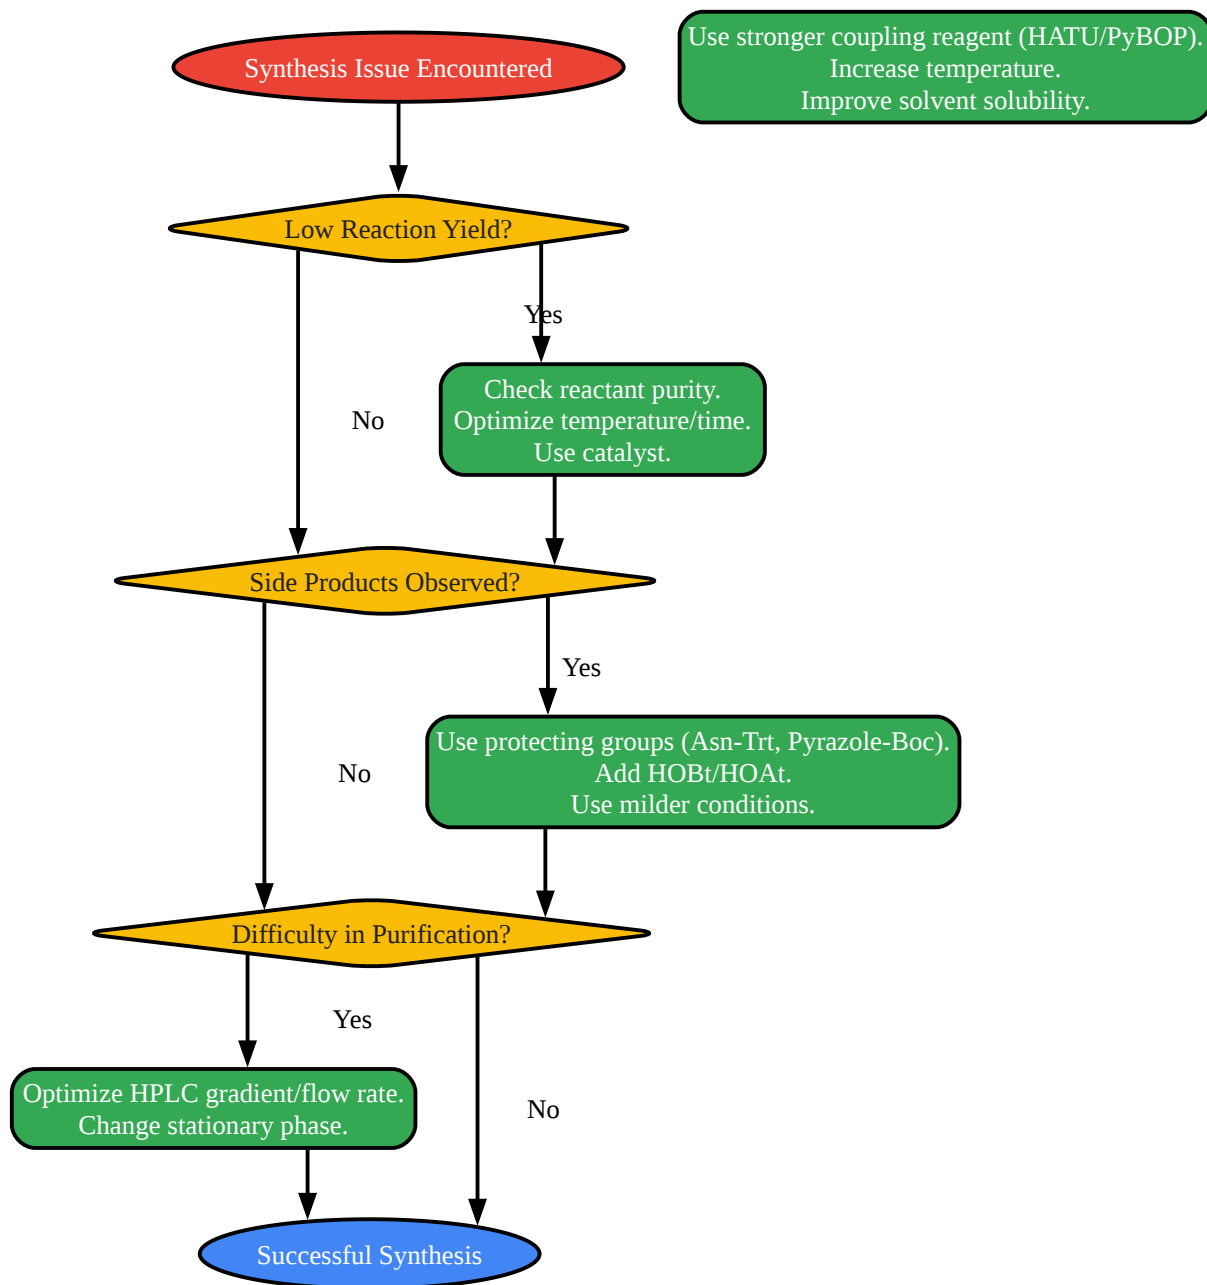 Synthesis Issue Encountered
Use stronger coupling reagent (HATU/PyBOP).
Increase temperature.
Improve solvent solubility.
Low Reaction Yield?
Yes
Check reactant purity.
Optimize temperature/time.
Use catalyst.
No
Side Products Observed?
Yes
Use protecting groups (Asn-Trt, Pyrazole-Boc).
Add HOBt/HOAt.
Use milder conditions.
No
Difficulty in Purification?
Yes
Optimize HPLC gradient/flow rate.
Change stationary phase.
No
Successful Synthesis